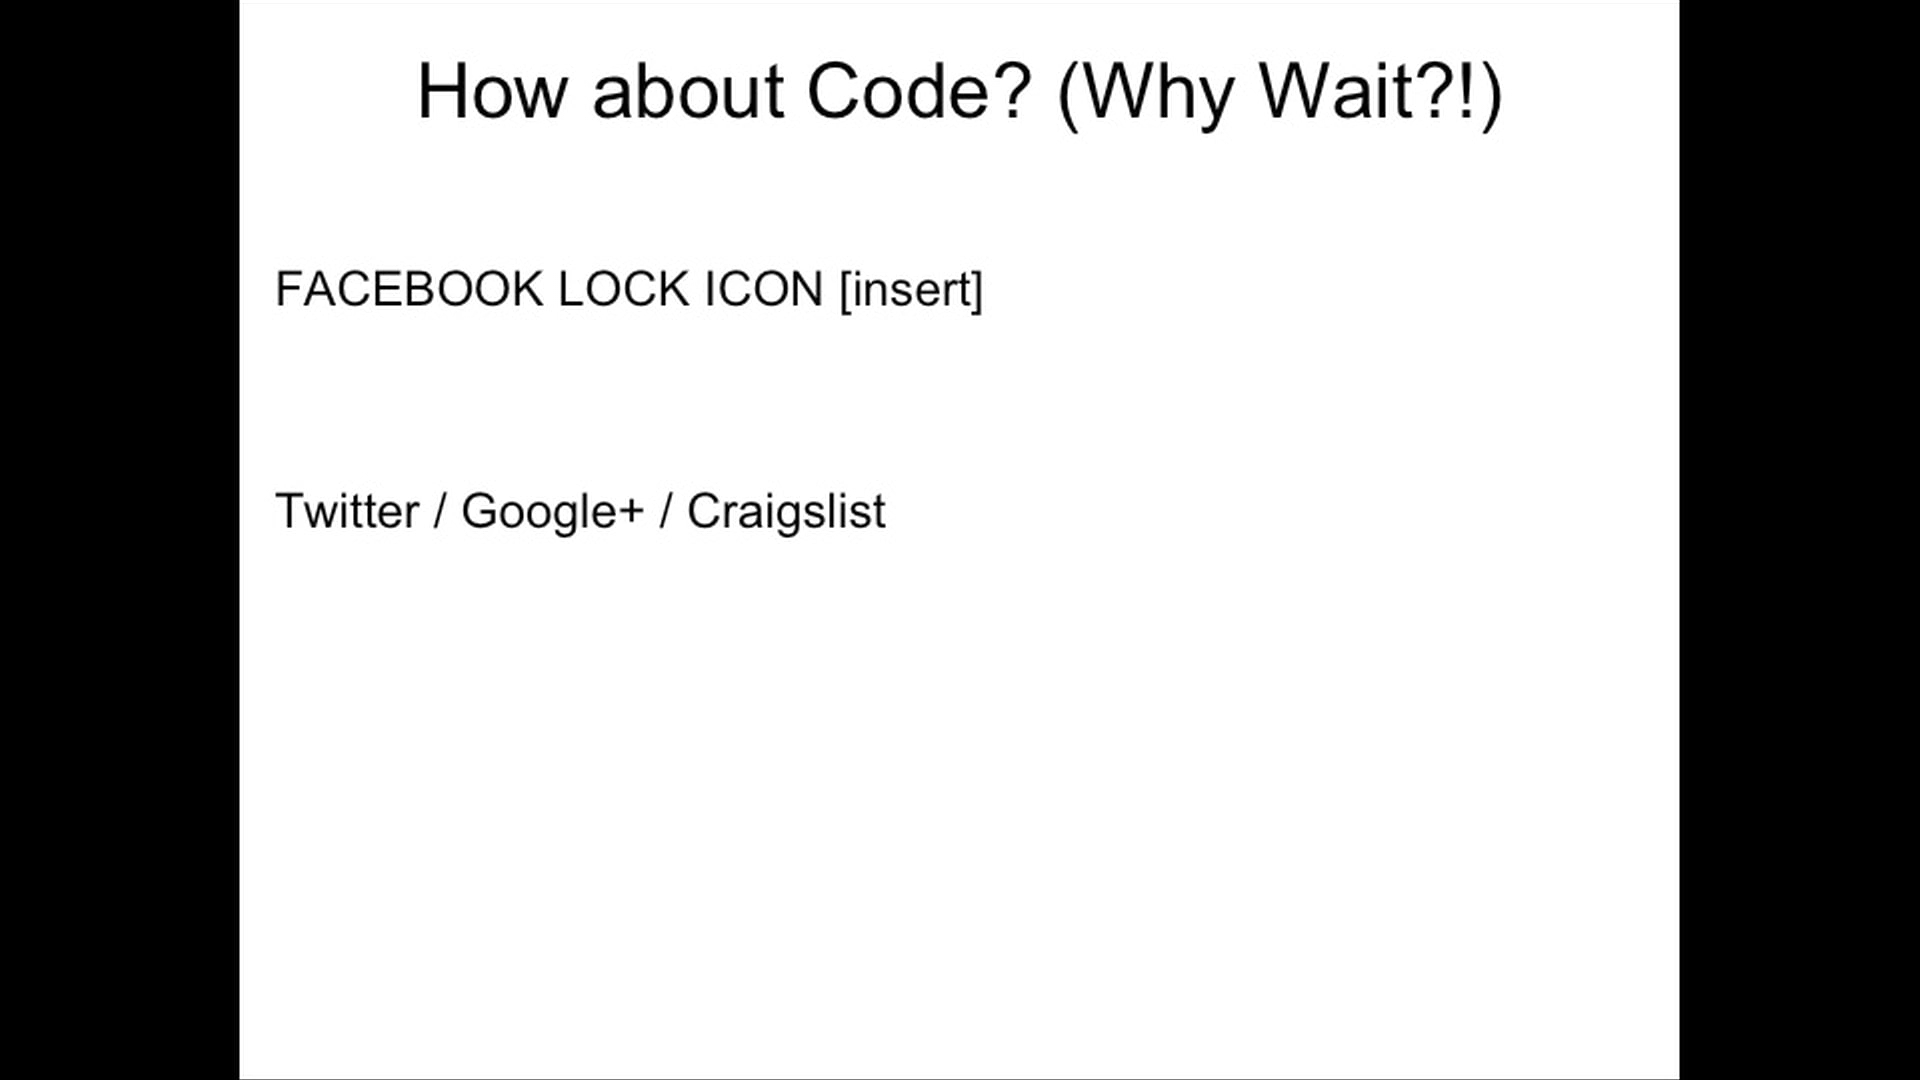 How about Code? (Why Wait?!)
FACEBOOK LOCK ICON [insert]
Twitter / Google+ / Craigslist